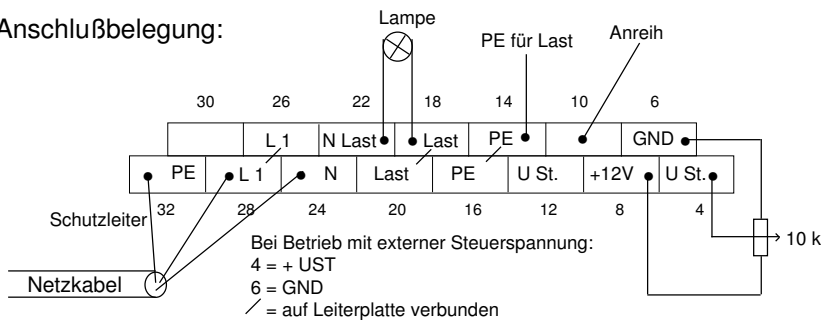 Anschlußbelegung:
Lampe
PE für Last
Anreih
30 26 22 18 14 10 6
L 1 N Last Last PE GND
PE L 1 N Last PE U St. +12V U St.
Schutzleiter
32 28 24 20 16 12 8 4
10 k
Netzkabel
Bei Betrieb mit externer Steuerspannung:
4 = + UST
6 = GND
= auf Leiterplatte verbunden